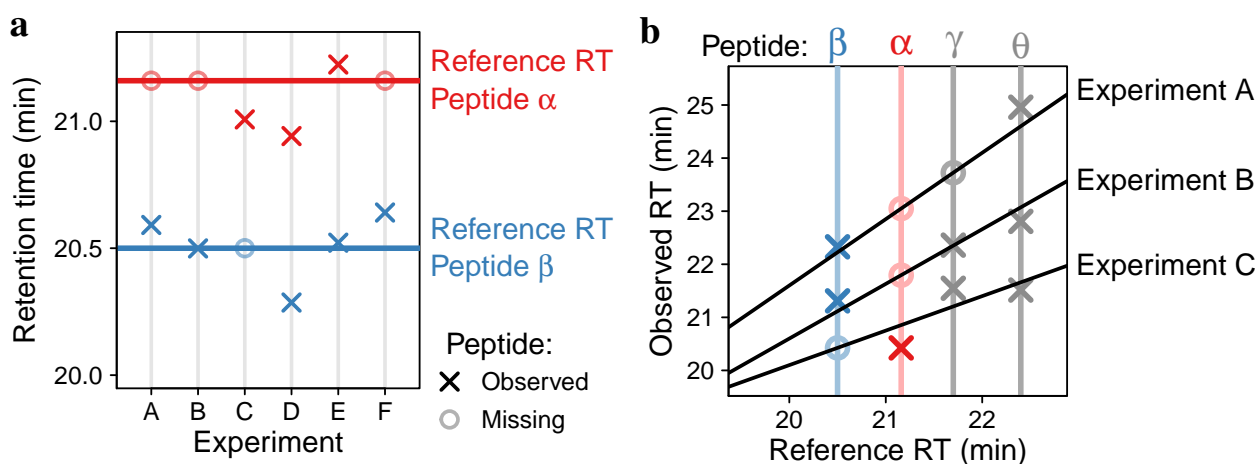 a
Retention time (min)
21.0
20.5
20.0
A B C D E F
Experiment
Reference RT
Peptide α
Reference RT
Peptide β
Peptide:
Observed
Missing
b
Peptide: β α γ θ
Observed RT (min)
25
24
23
22
21
20
20 21 22
Reference RT (min)
Experiment A
Experiment B
Experiment C